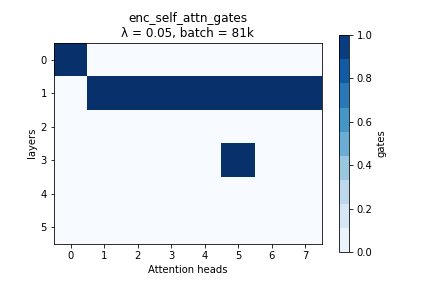 enc_self_attn_gates
λ = 0.05, batch = 81k
layers
0
1
2
3
4
5
0 1 2 3 4 5 6 7
Attention heads
1.0
0.8
0.6
0.4
0.2
0.0
gates